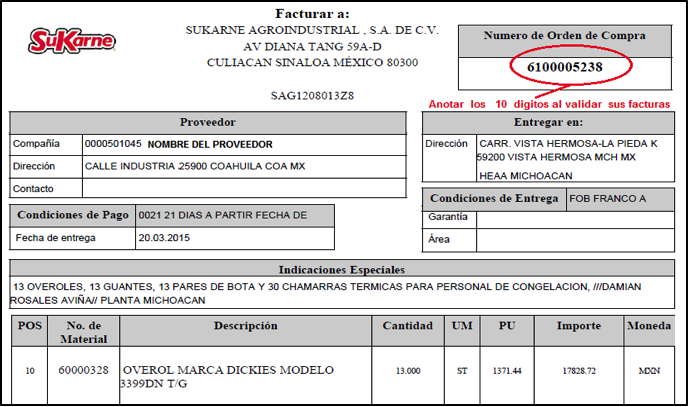 SuKarne
Facturar a:
SUKARNE AGROINDUSTRIAL , S.A. DE C.V.
AV DIANA TANG 59A-D
CULIACAN SINALOA MÉXICO 80300
SAG1208013Z8
Numero de Orden de Compra
6100005238
Anotar los 10 digitos al validar sus facturas
Proveedor
Compañía 0000501045 NOMBRE DEL PROVEEDOR
Dirección CALLE INDUSTRIA .25900 COAHUILA COA MX
Contacto
Entregar en:
Dirección CARR. VISTA HERMOSA-LA PIEDA K
59200 VISTA HERMOSA MCH MX
HEAA MICHOACAN
Condiciones de Pago 0021 21 DIAS A PARTIR FECHA DE
Fecha de entrega 20.03.2015
Condiciones de Entrega FOB FRANCO A
Garantía
Área
Indicaciones Especiales
13 OVEROLES, 13 GUANTES, 13 PARES DE BOTA Y 30 CHAMARRAS TERMICAS PARA PERSONAL DE CONGELACION, ///DAMIAN
ROSALES AVIÑA// PLANTA MICHOACAN
POS No. de Material Descripción Cantidad UM PU Importe Moneda
10 60000328 OVEROL MARCA DICKIES MODELO 13.000 ST 1371.44 17828.72 MXN
3399DN T/G